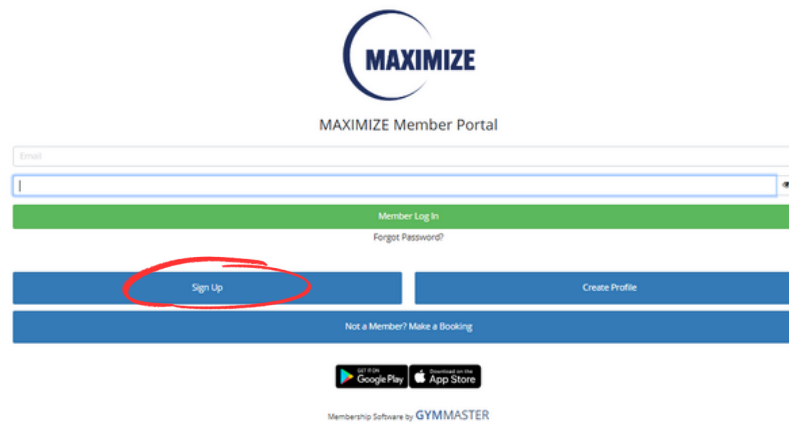 MAXIMIZE
MAXIMIZE Member Portal
Email
Member Log In
Forgot Password?
Sign Up
Create Profile
Not a Member? Make a Booking
GET IT ON
Google Play
Download on the
App Store
Membership Software by GYMMASTER